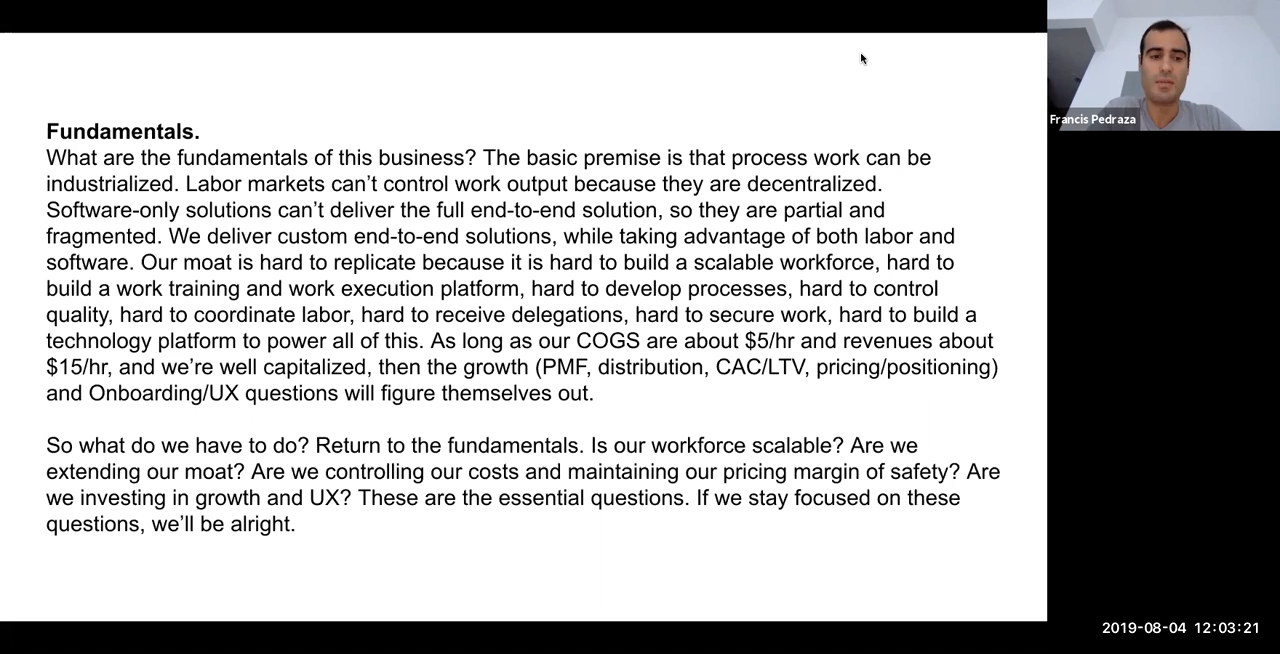 Fundamentals.
What are the fundamentals of this business? The basic premise is that process work can be
industrialized. Labor markets can’t control work output because they are decentralized.
Software-only solutions can’t deliver the full end-to-end solution, so they are partial and
fragmented. We deliver custom end-to-end solutions, while taking advantage of both labor and
software. Our moat is hard to replicate because it is hard to build a scalable workforce, hard to
build a work training and work execution platform, hard to develop processes, hard to control
quality, hard to coordinate labor, hard to receive delegations, hard to secure work, hard to build a
technology platform to power all of this. As long as our COGS are about $5/hr and revenues about
$15/hr, and we’re well capitalized, then the growth (PMF, distribution, CAC/LTV, pricing/positioning)
and Onboarding/UX questions will figure themselves out.
So what do we have to do? Return to the fundamentals. Is our workforce scalable? Are we
extending our moat? Are we controlling our costs and maintaining our pricing margin of safety? Are
we investing in growth and UX? These are the essential questions. If we stay focused on these
questions, we’ll be alright.
Francis Pedraza
2019-08-04 12:03:21